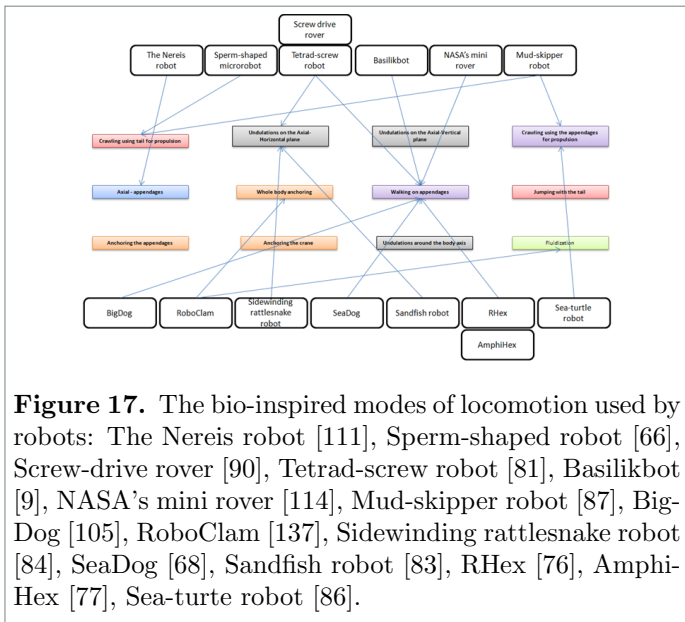 Screw drive
rover
The Nereis
robot
Sperm-shaped
microrobot
Tetrad-screw
robot
Basilikbot
NASA's mini
rover
Mud-skipper
robot
Crawling using tail for propulsion
Undulations on the Axial-
Horizontal plane
Undulations on the Axial-Vertical
plane
Crawling using the appendages
for propulsion
Axial - appendages
Whole body anchoring
Walking on appendages
Jumping with the tail
Anchoring the appendages
Anchoring the crane
Undulations around the body axis
Fluidization
BigDog
RoboClam
Sidewinding
rattlesnake
robot
SeaDog
Sandfish robot
RHex
Sea-turtle
robot
AmphiHex
Figure 17. The bio-inspired modes of locomotion used by
robots: The Nereis robot [111], Sperm-shaped robot [66],
Screw-drive rover [90], Tetrad-screw robot [81], Basilikbot
[9], NASA's mini rover [114], Mud-skipper robot [87], Big-
Dog [105], RoboClam [137], Sidewinding rattlesnake robot
[84], SeaDog [68], Sandfish robot [83], RHex [76], Amphi-
Hex [77], Sea-turte robot [86].